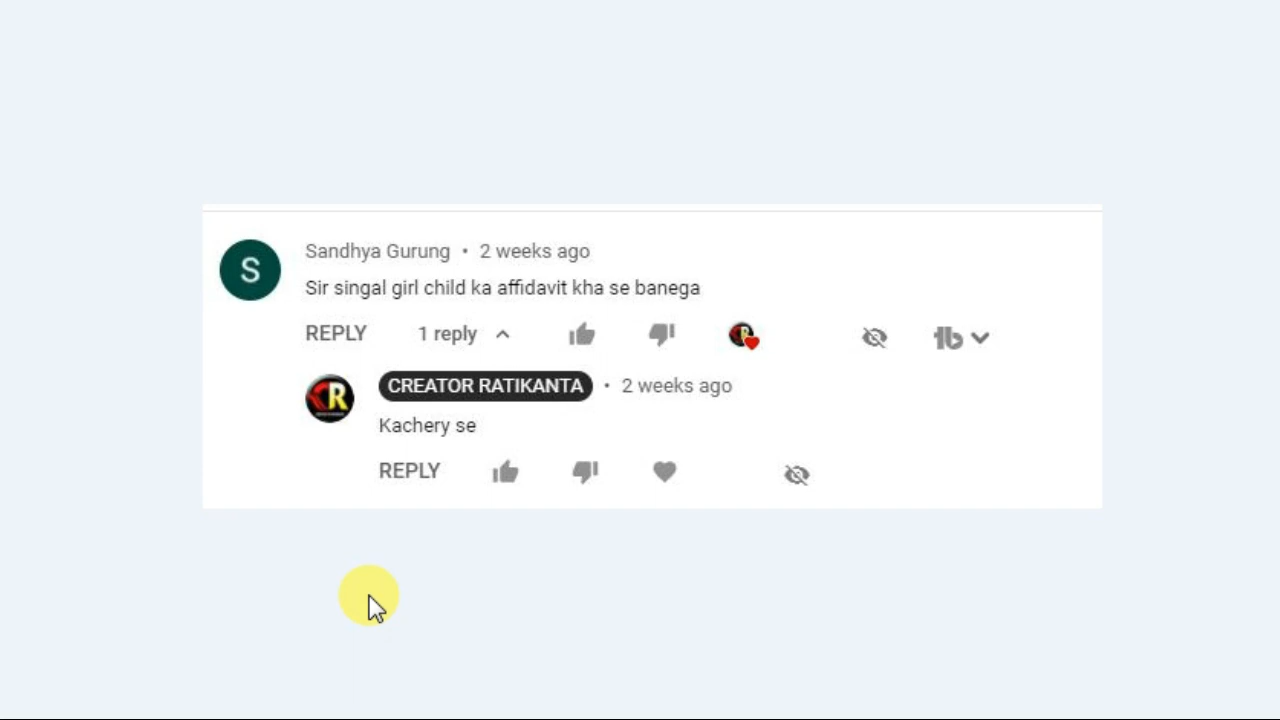 S
Sandhya Gurung • 2 weeks ago
Sir singal girl child ka affidavit kha se banega
REPLY 1 reply
R
CREATOR RATIKANTA • 2 weeks ago
Kachery se
REPLY